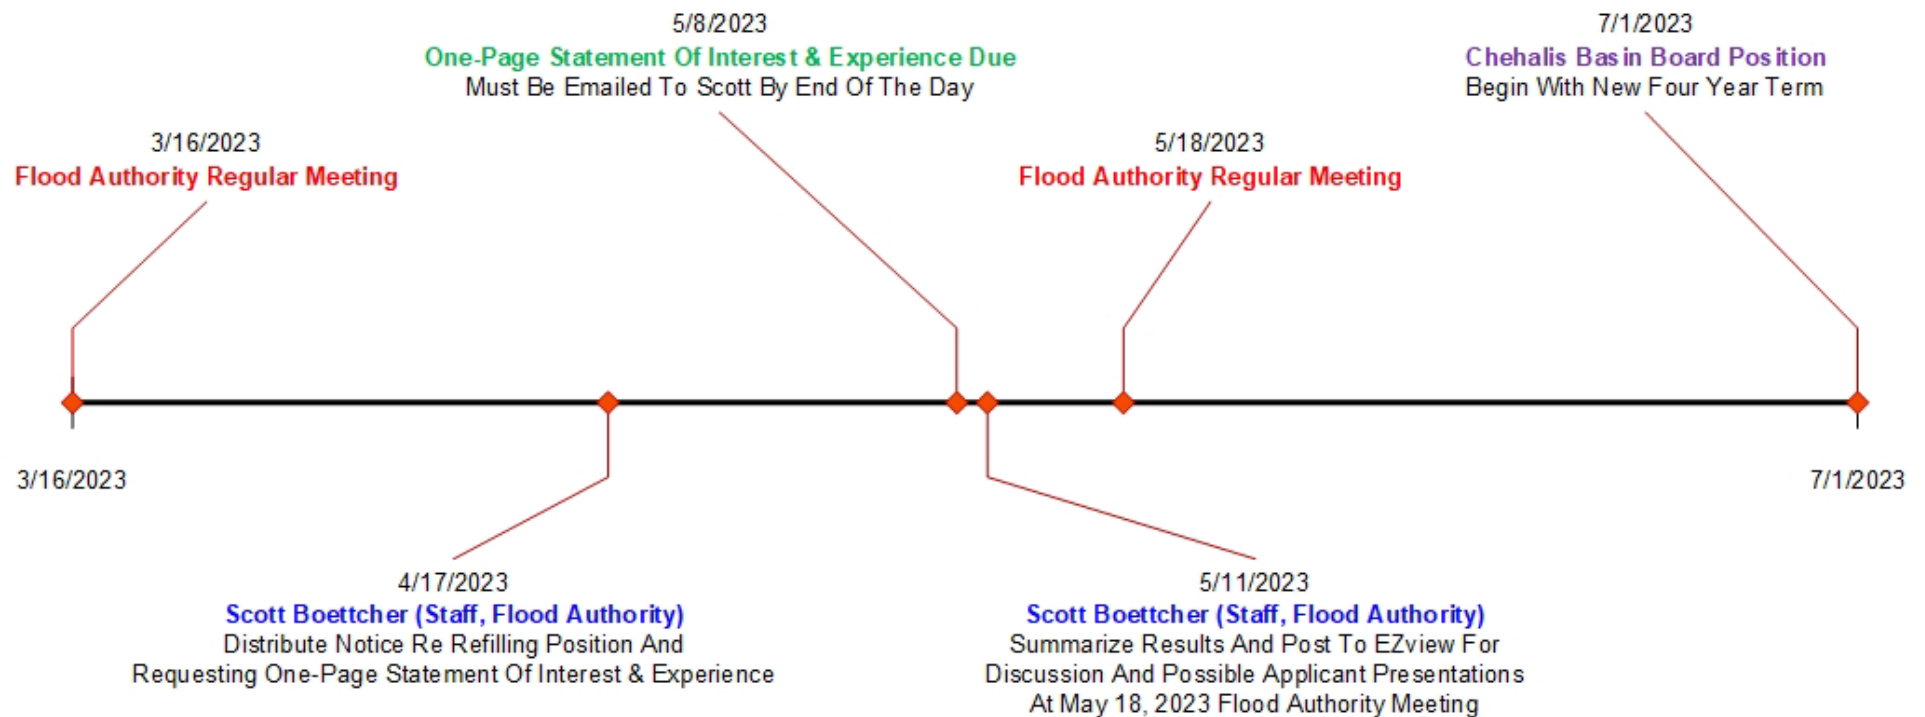 5/8/2023
One-Page Statement Of Interest & Experience Due
Must Be Emailed To Scott By End Of The Day
7/1/2023
Chehalis Basin Board Position
Begin With New Four Year Term
3/16/2023
Flood Authority Regular Meeting
5/18/2023
Flood Authority Regular Meeting
3/16/2023
7/1/2023
4/17/2023
Scott Boettcher (Staff, Flood Authority)
Distribute Notice Re Refilling Position And
Requesting One-Page Statement Of Interest & Experience
5/11/2023
Scott Boettcher (Staff, Flood Authority)
Summarize Results And Post To EZview For
Discussion And Possible Applicant Presentations
At May 18, 2023 Flood Authority Meeting